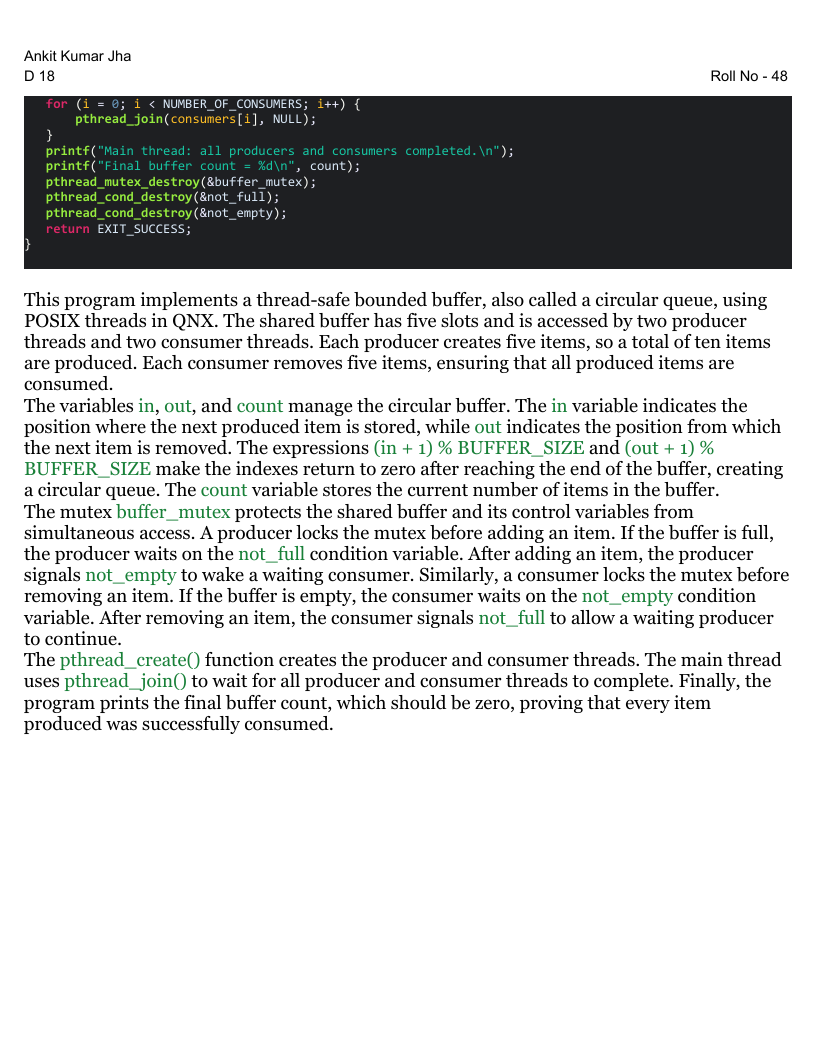 Ankit Kumar Jha
D 18
Roll No - 48
for (i = 0; i < NUMBER_OF_CONSUMERS; i++) {
pthread_join(consumers[i], NULL);
}
printf("Main thread: all producers and consumers completed.\n");
printf("Final buffer count = %d\n", count);
pthread_mutex_destroy(&buffer_mutex);
pthread_cond_destroy(&not_full);
pthread_cond_destroy(&not_empty);
return EXIT_SUCCESS;
}
This program implements a thread-safe bounded buffer, also called a circular queue, using
POSIX threads in QNX. The shared buffer has five slots and is accessed by two producer
threads and two consumer threads. Each producer creates five items, so a total of ten items
are produced. Each consumer removes five items, ensuring that all produced items are
consumed.
The variables in, out, and count manage the circular buffer. The in variable indicates the
position where the next produced item is stored, while out indicates the position from which
the next item is removed. The expressions (in + 1) % BUFFER_SIZE and (out + 1) %
BUFFER_SIZE make the indexes return to zero after reaching the end of the buffer, creating
a circular queue. The count variable stores the current number of items in the buffer.
The mutex buffer_mutex protects the shared buffer and its control variables from
simultaneous access. A producer locks the mutex before adding an item. If the buffer is full,
the producer waits on the not_full condition variable. After adding an item, the producer
signals not_empty to wake a waiting consumer. Similarly, a consumer locks the mutex before
removing an item. If the buffer is empty, the consumer waits on the not_empty condition
variable. After removing an item, the consumer signals not_full to allow a waiting producer
to continue.
The pthread_create() function creates the producer and consumer threads. The main thread
uses pthread_join() to wait for all producer and consumer threads to complete. Finally, the
program prints the final buffer count, which should be zero, proving that every item
produced was successfully consumed.